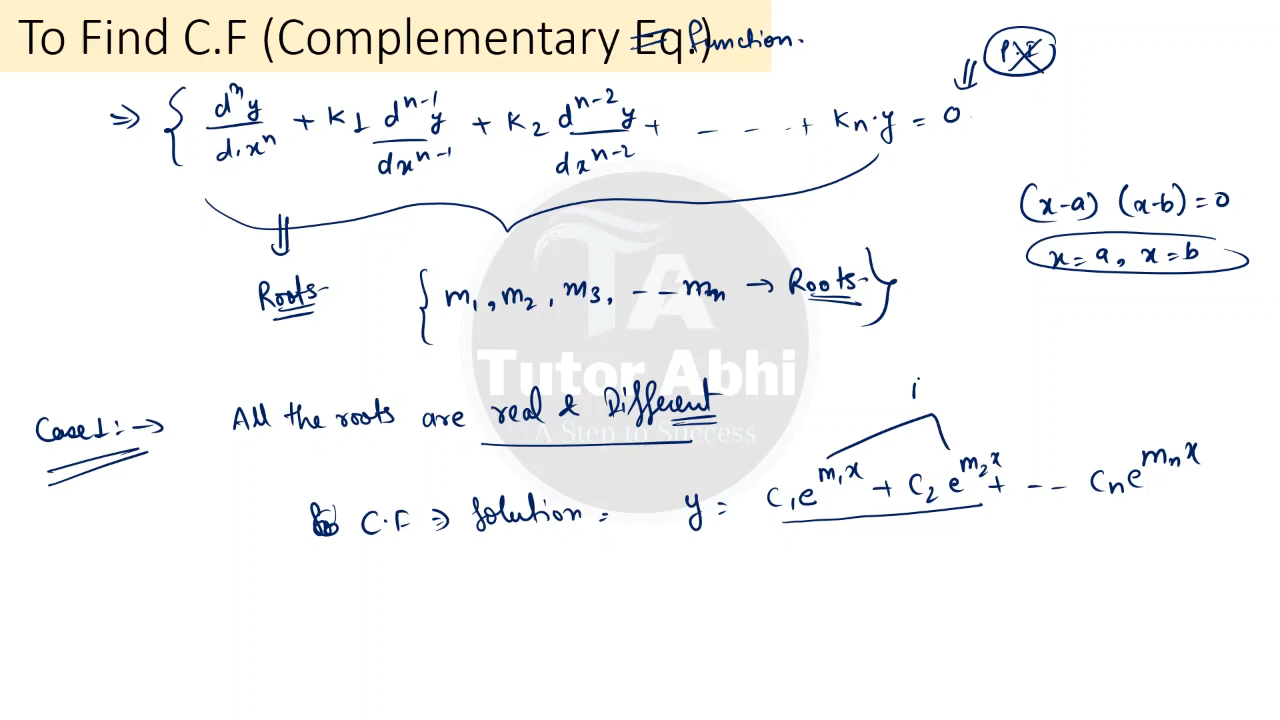 To Find C.F (Complementary Eq.) Function.
P.I
⇒ { dⁿy/dxⁿ + K1 dⁿ⁻¹y/dxⁿ⁻¹ + K2 dⁿ⁻²y/dxⁿ⁻² + - - - + Kn.y = 0
(x-a) (x-b) = 0
x = a, x = b
Roots
{ m1, m2, m3, - - mn → Roots }
TA
Tutor Abhi
A Step to Success
Case 1:→ All the roots are real & Different
i
C.F ⇒ Solution = y = C1e^m1x + C2e^m2x + - - Cne^mnx